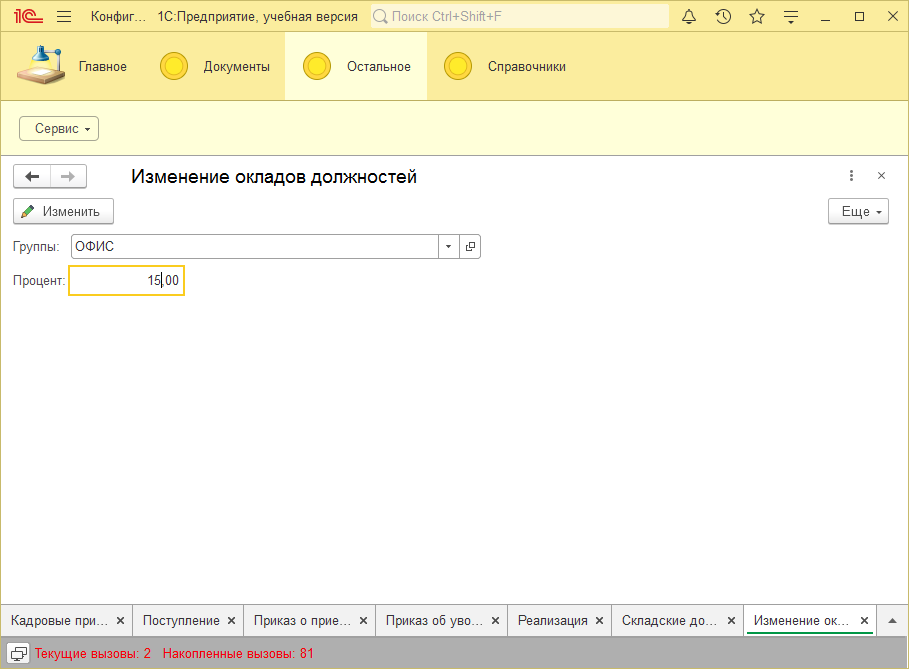 1С Конфиг... 1С:Предприятие, учебная версия Поиск Ctrl+Shift+F
Главное Документы Остальное Справочники
Сервис
Изменение окладов должностей
Изменить Еще
Группы: ОФИС
Процент: 15,00
Кадровые при... Поступление Приказ о прие... Приказ об уво... Реализация Складские до... Изменение ок...
Текущие вызовы: 2 Накопленные вызовы: 81